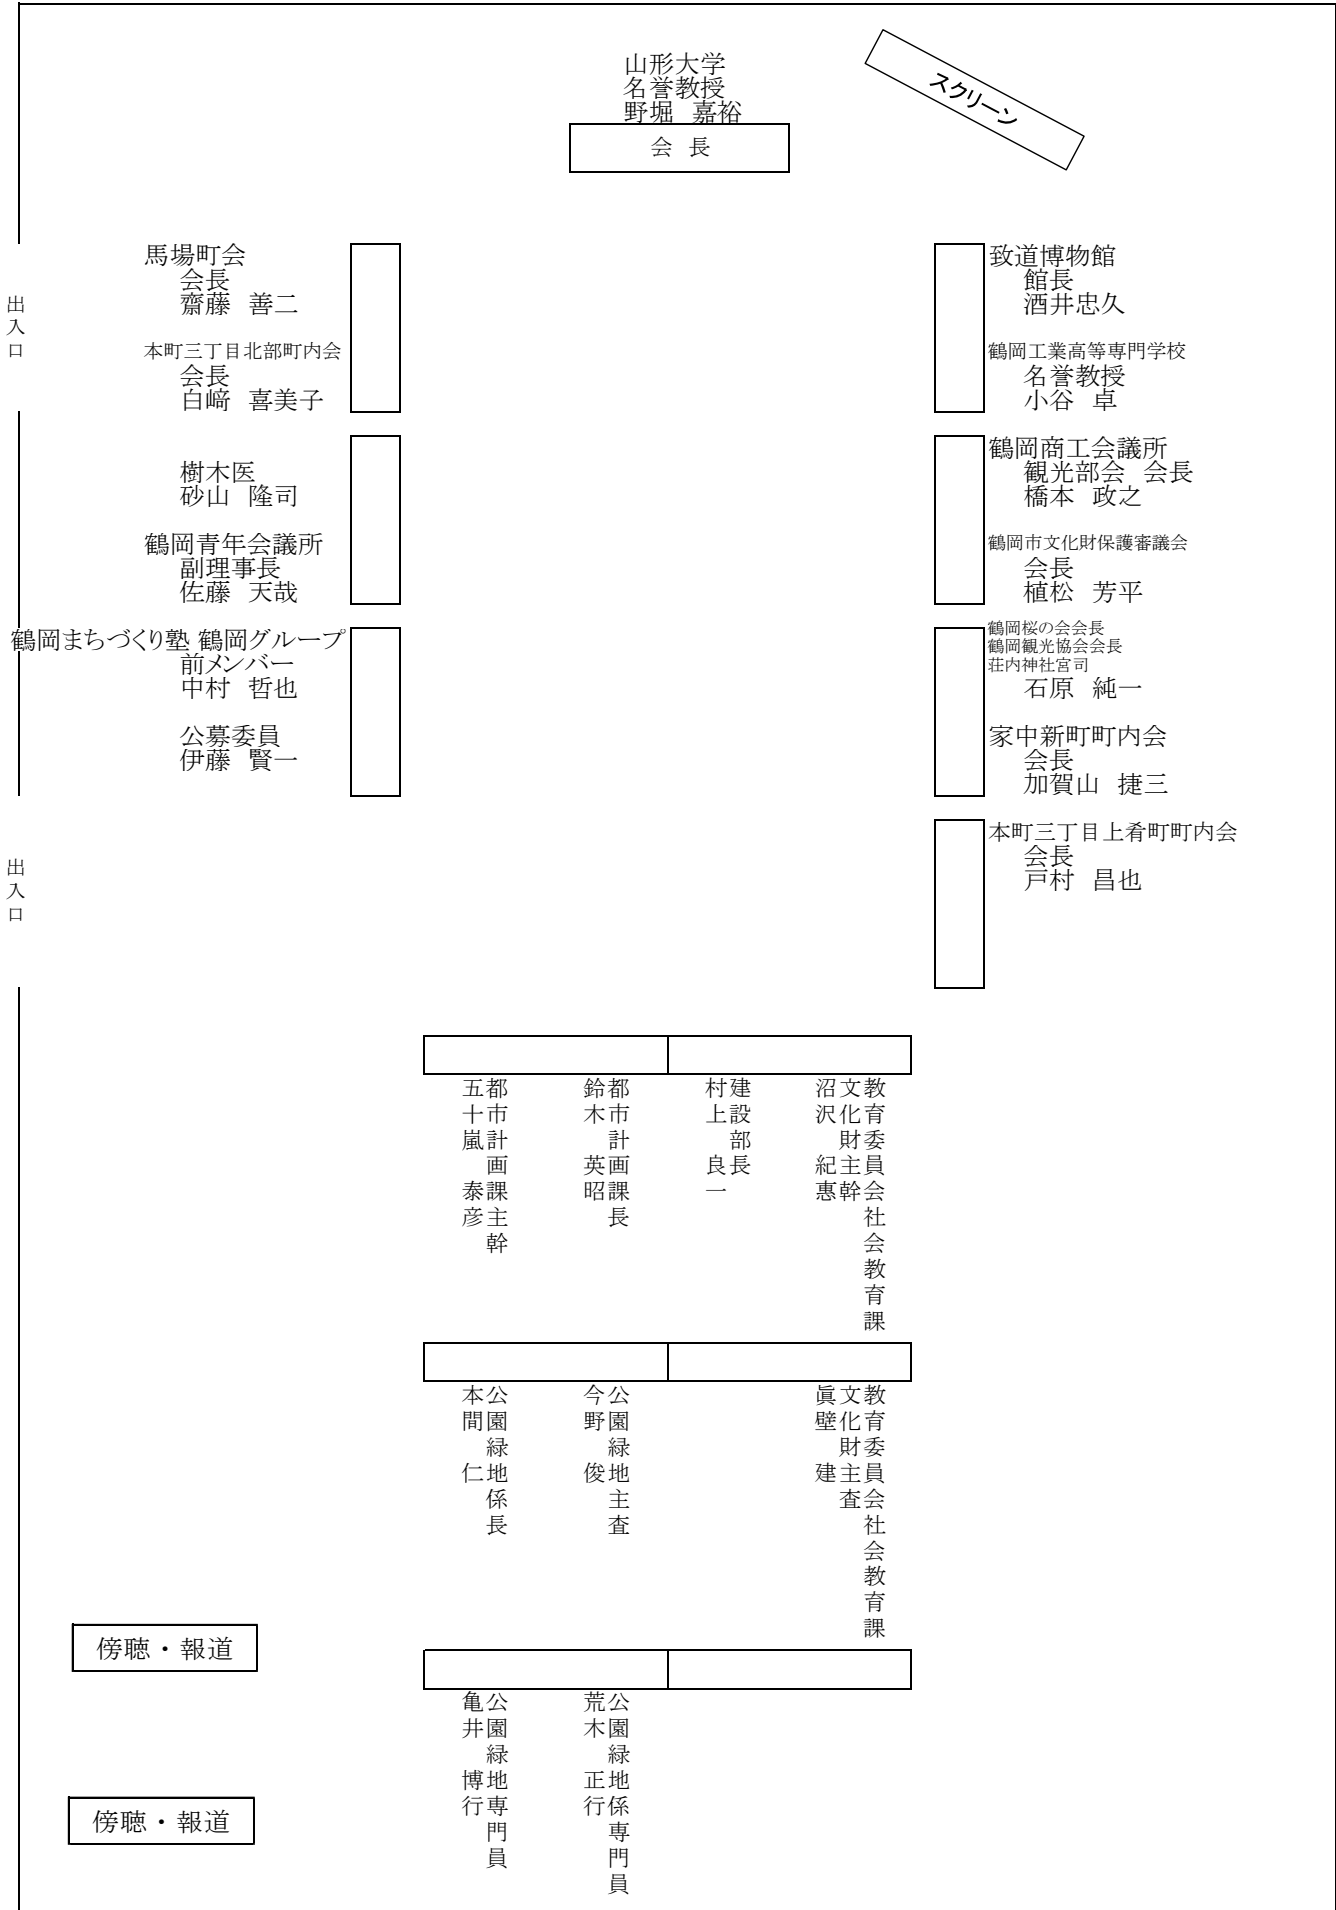 山形大学
名誉教授
野堀 嘉裕
会 長
スクリーン
出入口
馬場町会
会長
齋藤 善二
本町三丁目北部町内会
会長
白﨑 喜美子
樹木医
砂山 隆司
鶴岡青年会議所
副理事長
佐藤 天哉
鶴岡まちづくり塾 鶴岡グループ
前メンバー
中村 哲也
公募委員
伊藤 賢一
出入口
致道博物館
館長
酒井忠久
鶴岡工業高等専門学校
名誉教授
小谷 卓
鶴岡商工会議所
観光部会 会長
橋本 政之
鶴岡市文化財保護審議会
会長
植松 芳平
鶴岡桜の会会長
鶴岡観光協会会長
荘内神社宮司
石原 純一
家中新町町内会
会長
加賀山 捷三
本町三丁目上肴町町内会
会長
戸村 昌也
教育委員会社会教育課
文化財主幹
沼沢 紀恵
建設部長
村上 良一
都市計画課長
鈴木 英昭
都市計画課主幹
五十嵐 泰彦
教育委員会社会教育課
文化財主査
眞壁 建
公園緑地主査
今野 俊
公園緑地係長
本間 仁
公園緑地係専門員
荒木 正行
公園緑地専門員
亀井 博行
傍聴・報道
傍聴・報道